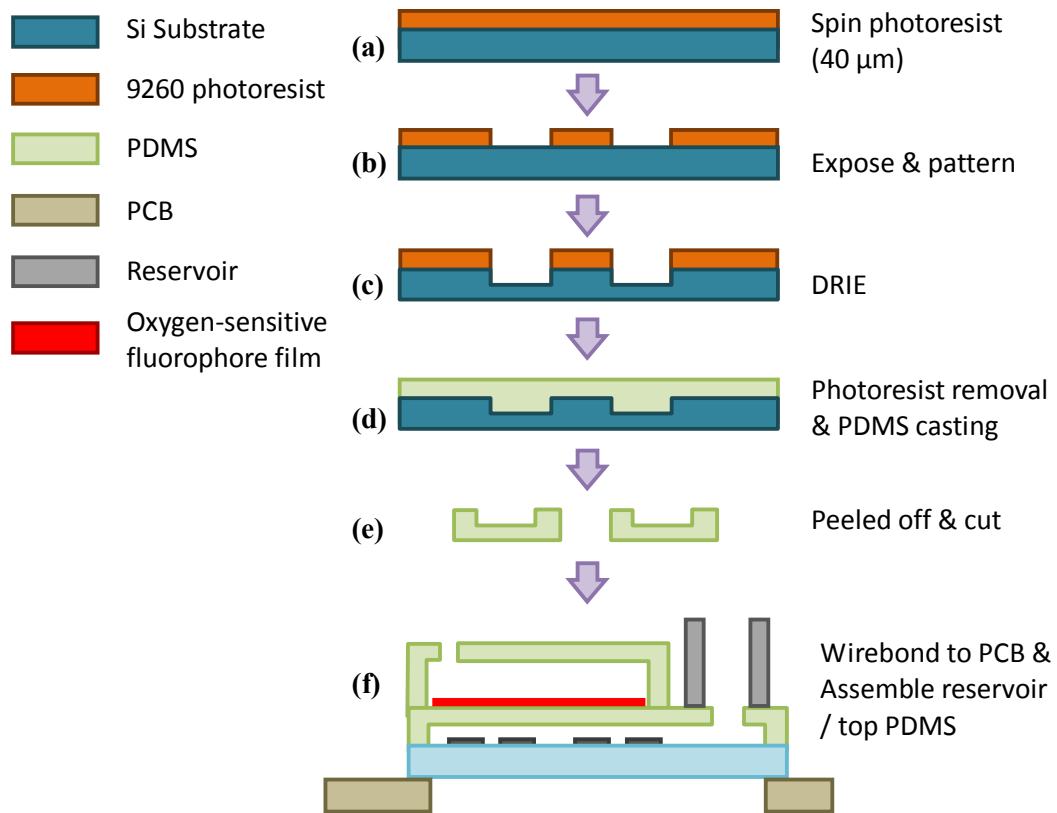 Si Substrate
9260 photoresist
PDMS
PCB
Reservoir
Oxygen-sensitive
fluorophore film
(a)
Spin photoresist
(40 µm)
(b)
Expose & pattern
(c)
DRIE
(d)
Photoresist removal
& PDMS casting
(e)
Peeled off & cut
(f)
Wirebond to PCB &
Assemble reservoir
/ top PDMS